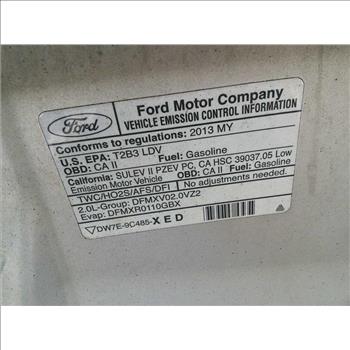 Ford
Ford Motor Company
VEHICLE EMISSION CONTROL INFORMATION
Conforms to regulations: 2013 MY
U.S. EPA: T2B3 LDV
OBD: CA II Fuel: Gasoline
California: SULEV II PZEV PC, CA HSC 39037.05 Low
Emission Motor Vehicle
OBD: CA II Fuel: Gasoline
TWC/HO2S/AFS/DFI No adjustments needed.
2.0L-Group: DFMXV02.0VZ2
Evap: DFMXR0110GBX
DW7E-9C485-XED